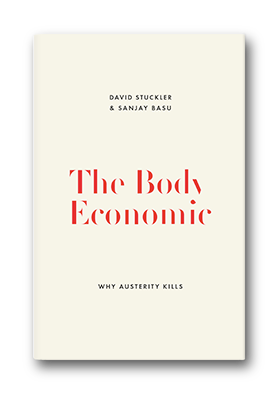 DAVID STUCKLER
& SANJAY BASU
The Body
Economic
WHY AUSTERITY KILLS